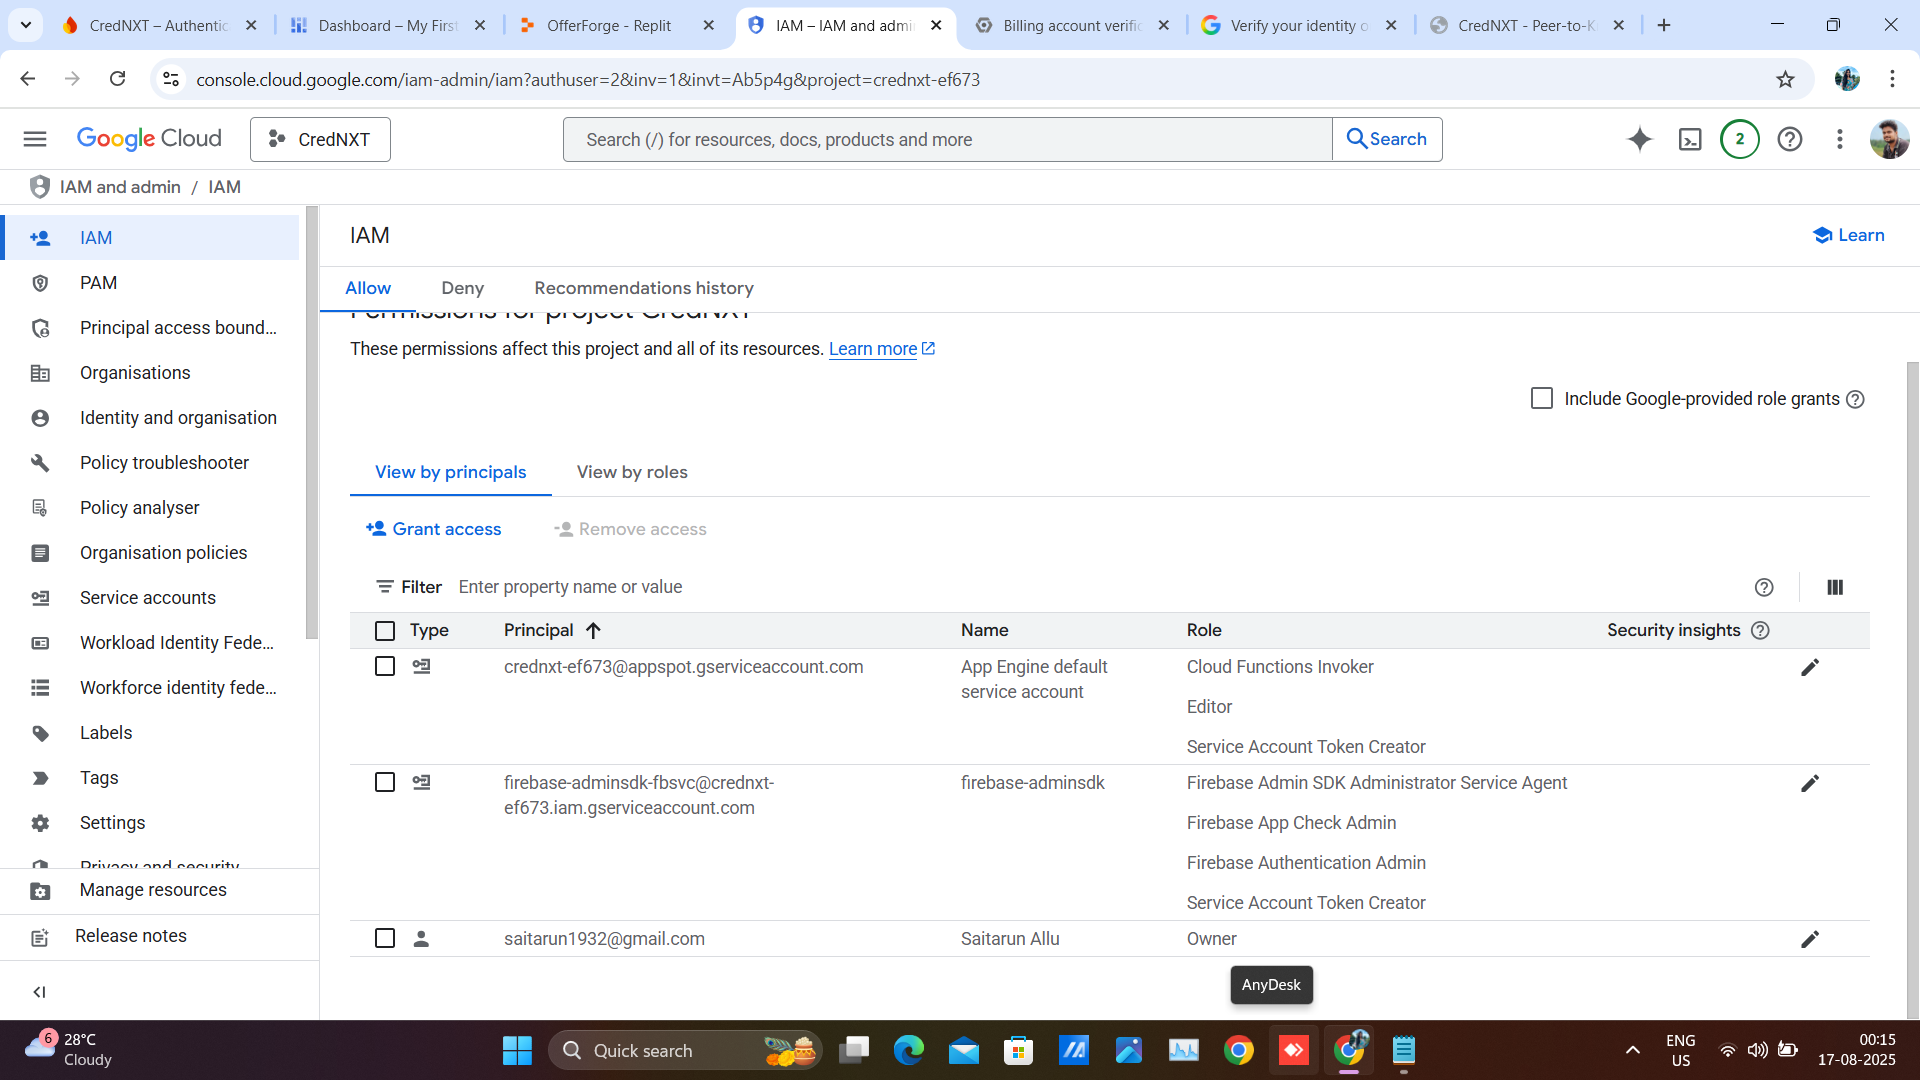 CredNXT – Authentic
Dashboard – My First
OfferForge - Replit
IAM – IAM and admin
Billing account verific
Verify your identity o
CredNXT - Peer-to-K
console.cloud.google.com/iam-admin/iam?authuser=2&inv=1&invt=Ab5p4g&project=crednxt-ef673
Google Cloud
CredNXT
Search (/) for resources, docs, products and more
Search
2
IAM and admin / IAM
IAM
PAM
Principal access bound...
Organisations
Identity and organisation
Policy troubleshooter
Policy analyser
Organisation policies
Service accounts
Workload Identity Fede...
Workforce identity fede...
Labels
Tags
Settings
Privacy and security
Manage resources
Release notes
IAM
Learn
Allow
Deny
Recommendations history
Permissions for project CredNXT
These permissions affect this project and all of its resources. Learn more
Include Google-provided role grants
View by principals
View by roles
Grant access
Remove access
Filter Enter property name or value
Type Principal Name Role Security insights
crednxt-ef673@appspot.gserviceaccount.com
App Engine default
service account
Cloud Functions Invoker
Editor
Service Account Token Creator
firebase-adminsdk-fbsvc@crednxt-
ef673.iam.gserviceaccount.com
firebase-adminsdk
Firebase Admin SDK Administrator Service Agent
Firebase App Check Admin
Firebase Authentication Admin
Service Account Token Creator
saitarun1932@gmail.com
Saitarun Allu
Owner
AnyDesk
6
28°C
Cloudy
Quick search
ENG
US
00:15
17-08-2025